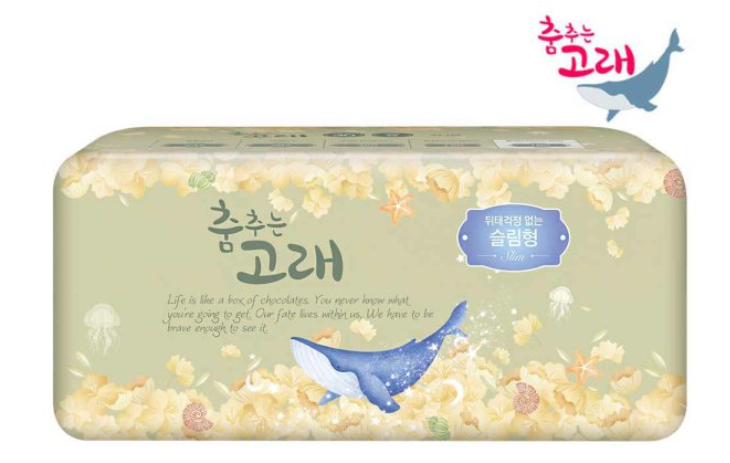 춤추는
고래
춤추는
고래
뒤태걱정 없는
슬림형
Slim
Life is like a box of chocolates. You never know what
you're going to get. Our fate lives within us, We have to be
brave enough to see it.